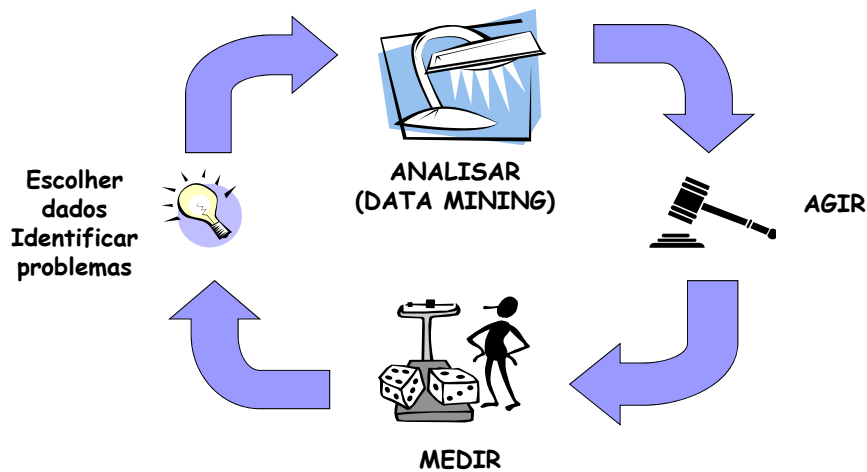 ANALISAR
(DATA MINING)
Escolher
dados
Identificar
problemas
AGIR
MEDIR